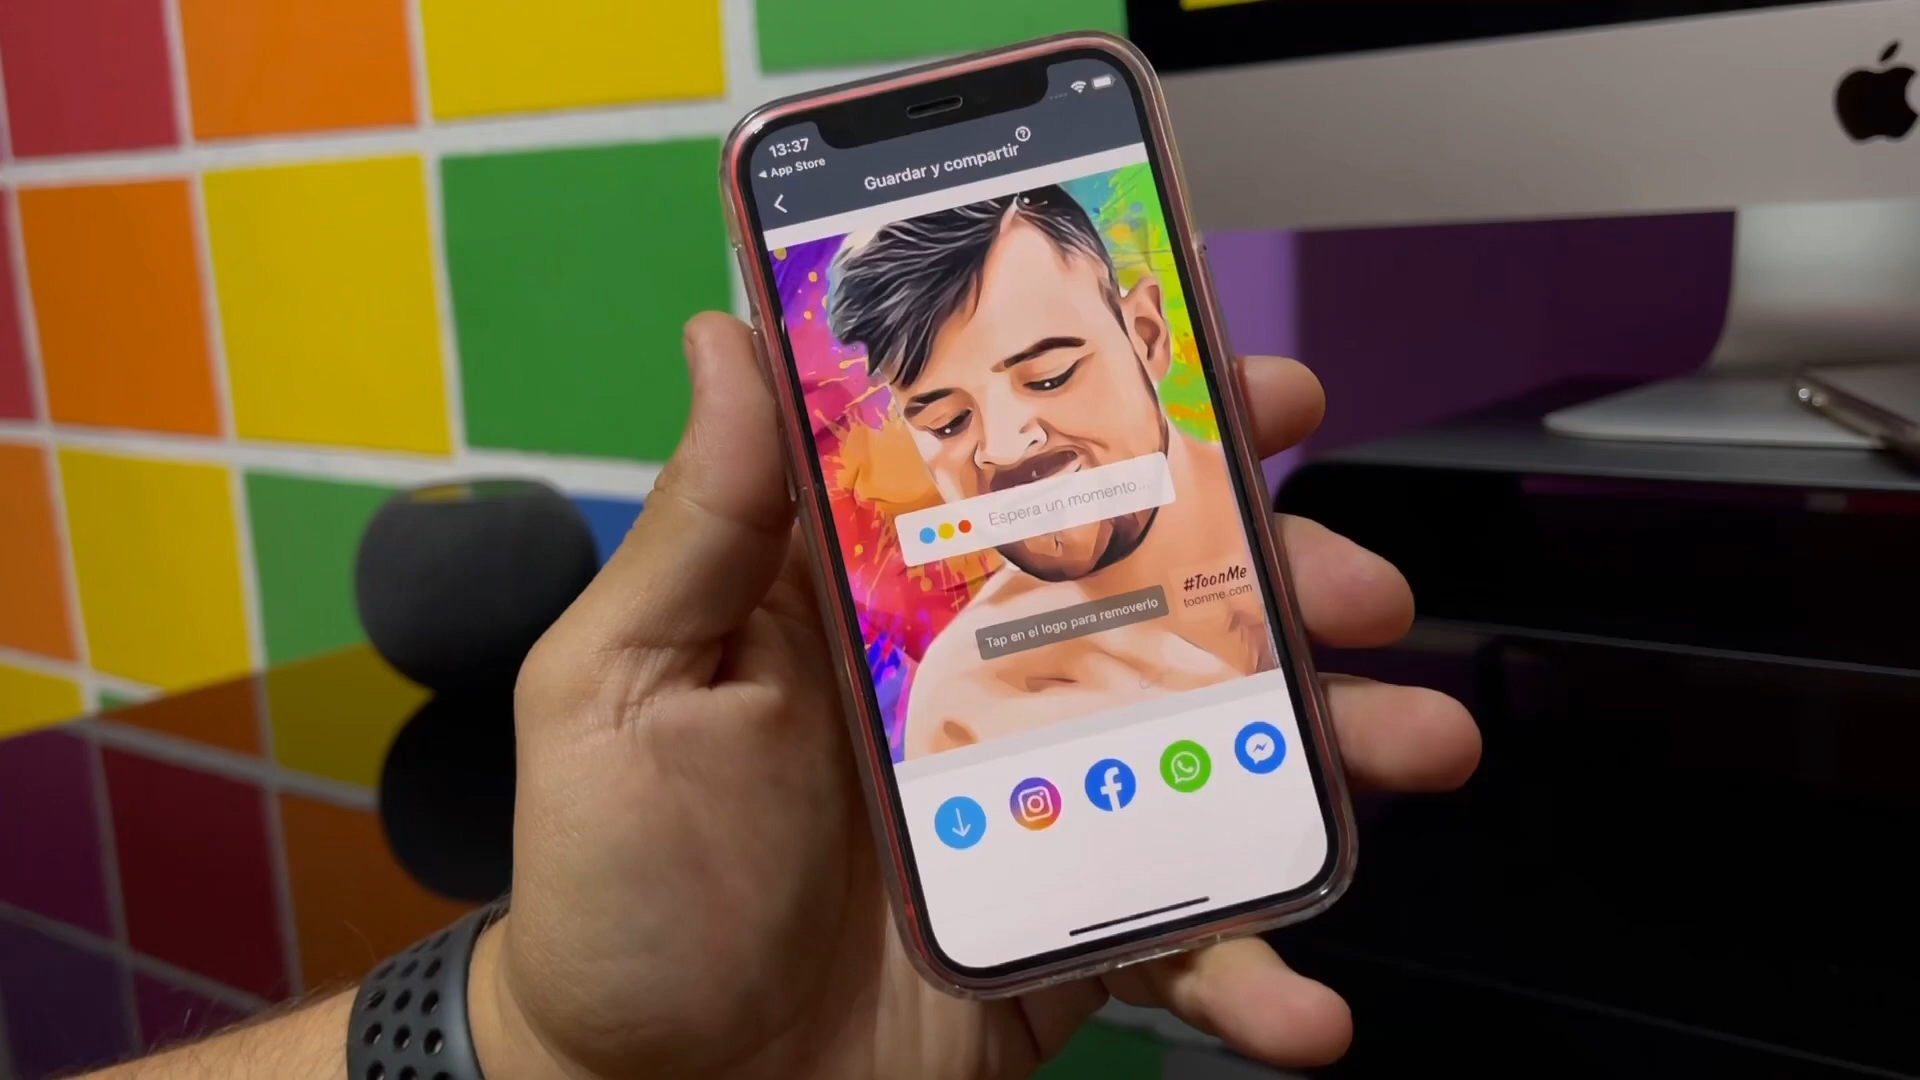 13:37
◀ App Store
Guardar y compartir
?
Espera un momento...
#ToonMe
toonme.com
Tap en el logo para removerlo